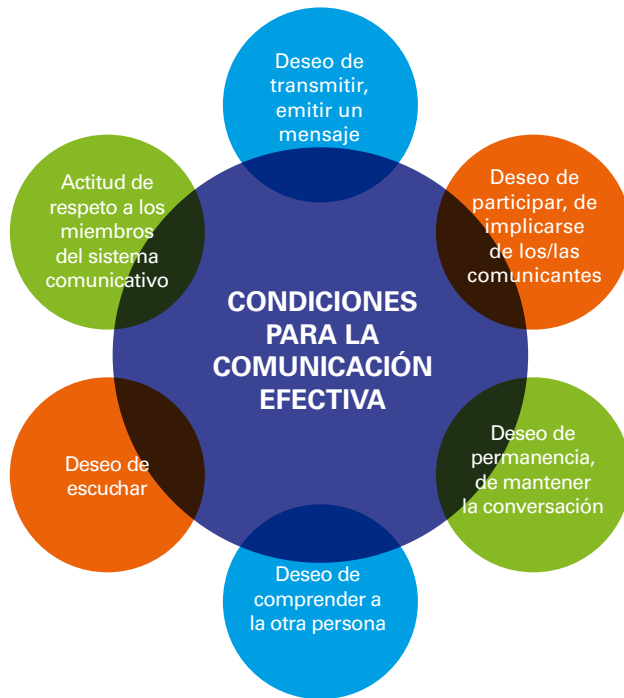 Deseo de
transmitir,
emitir un
mensaje
Deseo de
participar, de
implicarse
de los/las
comunicantes
Deseo de
permanencia,
de mantener
la conversación
Deseo de
comprender a
la otra persona
Deseo de
escuchar
Actitud de
respeto a los
miembros
del sistema
comunicativo
CONDICIONES
PARA LA
COMUNICACIÓN
EFECTIVA